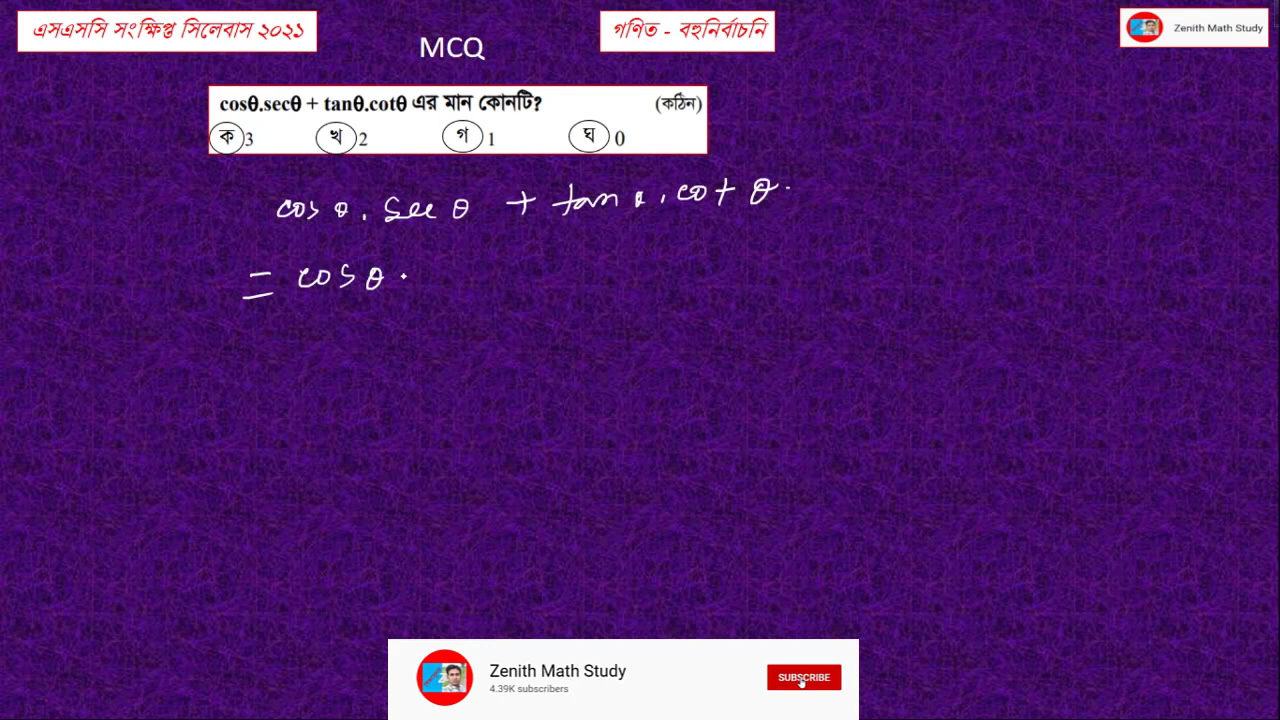 এসএসসি সংক্ষিপ্ত সিলেবাস ২০২১
MCQ
গণিত - বহুনির্বাচনি
Zenith Math Study
cosθ.secθ + tanθ.cotθ এর মান কোনটি? (কঠিন)
ক 3 খ 2 গ 1 ঘ 0
cos θ . sec θ + tan θ . cot θ .
= cos θ .
Zenith Math Study
4.39K subscribers
SUBSCRIBE